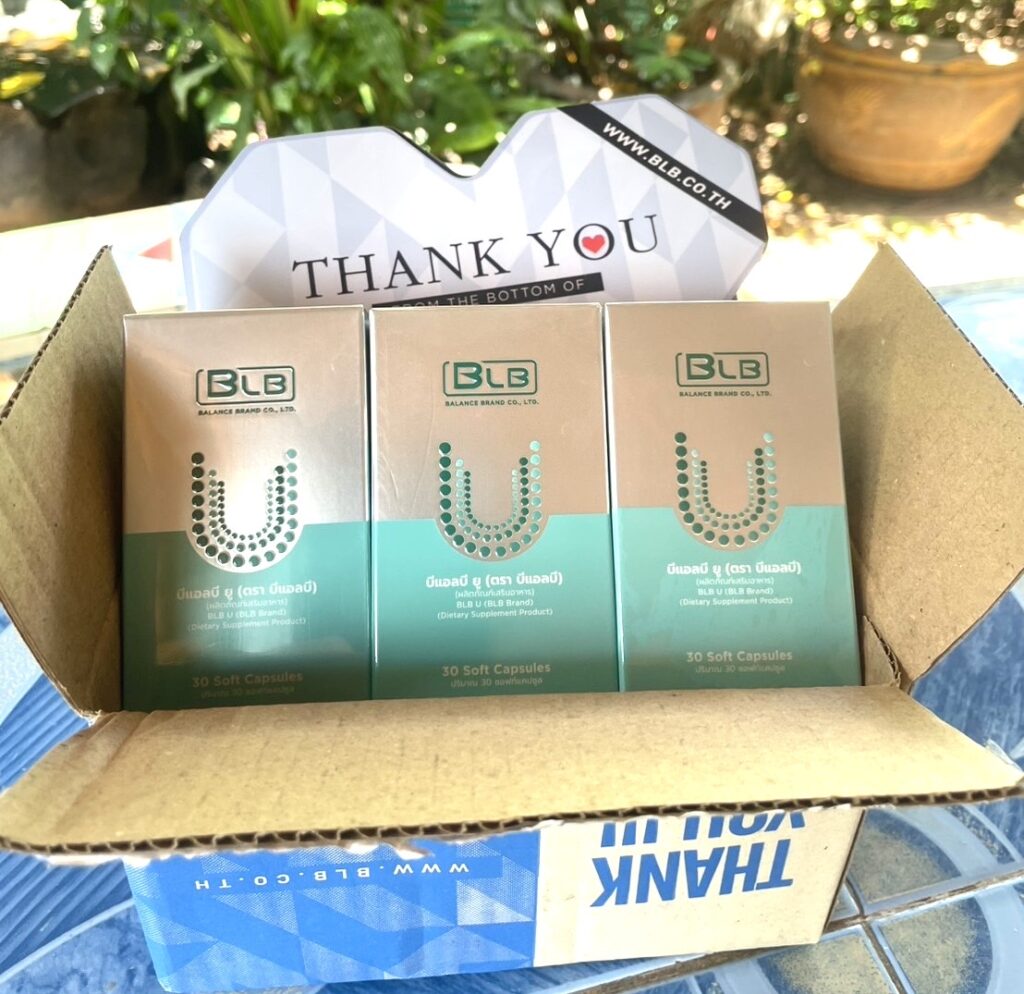 WWW.BLB.CO.TH
THANK YOU
FROM THE BOTTOM OF
BLB
BALANCE BRAND CO., LTD.
บีแอลบี ยู (ตรา บีแอลบี)
(ผลิตภัณฑ์เสริมอาหาร)
BLB U (BLB Brand)
(Dietary Supplement Product)
30 Soft Capsules
ปริมาณ 30 ซอฟท์แคปซูล
BLB
BALANCE BRAND CO., LTD.
บีแอลบี ยู (ตรา บีแอลบี)
(ผลิตภัณฑ์เสริมอาหาร)
BLB U (BLB Brand)
(Dietary Supplement Product)
30 Soft Capsules
ปริมาณ 30 ซอฟท์แคปซูล
BLB
BALANCE BRAND CO., LTD.
บีแอลบี ยู (ตรา บีแอลบี)
(ผลิตภัณฑ์เสริมอาหาร)
BLB U (BLB Brand)
(Dietary Supplement Product)
30 Soft Capsules
ปริมาณ 30 ซอฟท์แคปซูล
WWW.BLB.CO.TH
THANK
YOU